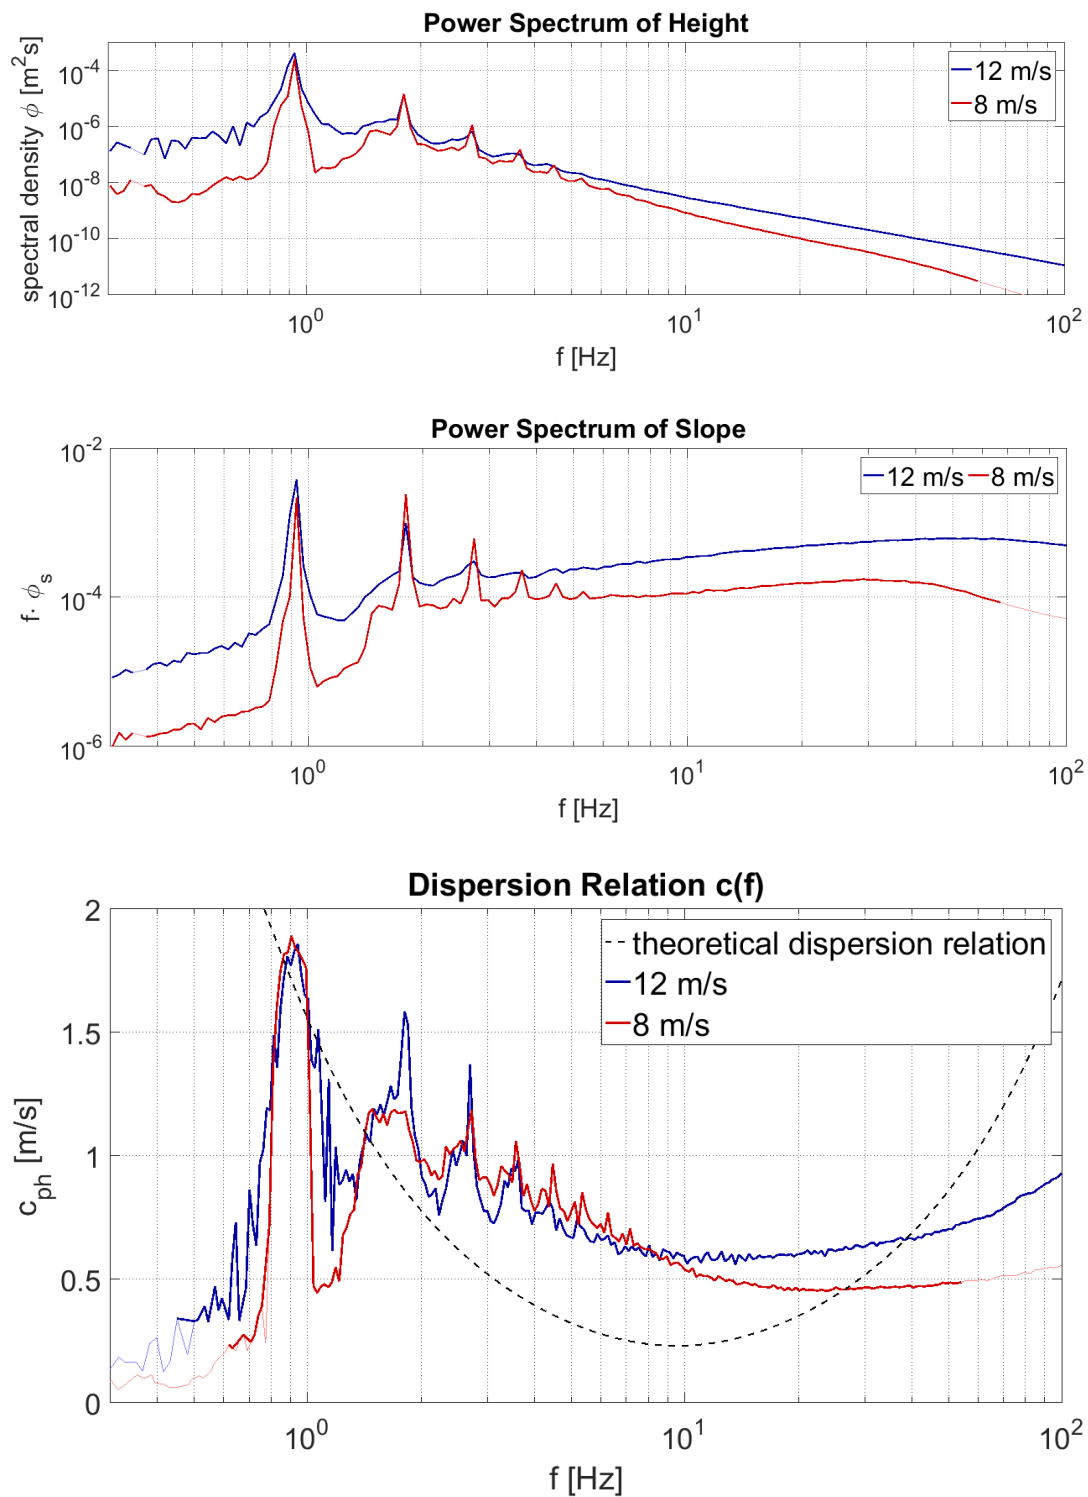 Power Spectrum of Height
spectral density ϕ [m²s]
10⁻⁴
10⁻⁶
10⁻⁸
10⁻¹⁰
10⁻¹²
12 m/s
8 m/s
10⁰ 10¹ 10²
f [Hz]
Power Spectrum of Slope
f· ϕₛ
10⁻²
10⁻⁴
10⁻⁶
12 m/s 8 m/s
10⁰ 10¹ 10²
f [Hz]
Dispersion Relation c(f)
c_ph [m/s]
2
1.5
1
0.5
0
theoretical dispersion relation
12 m/s
8 m/s
10⁰ 10¹ 10²
f [Hz]